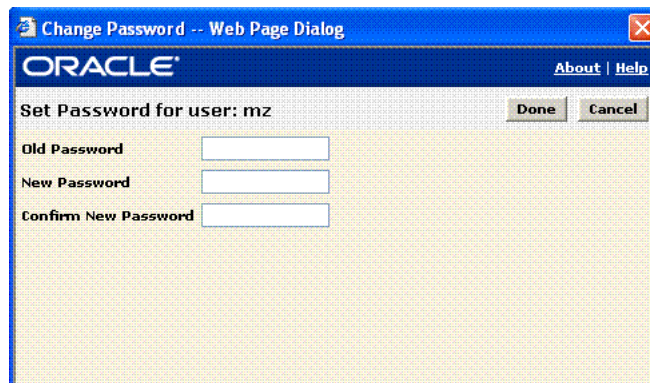 Change Password -- Web Page Dialog
ORACLE®
About | Help
Set Password for user: mz
Done Cancel
Old Password
New Password
Confirm New Password